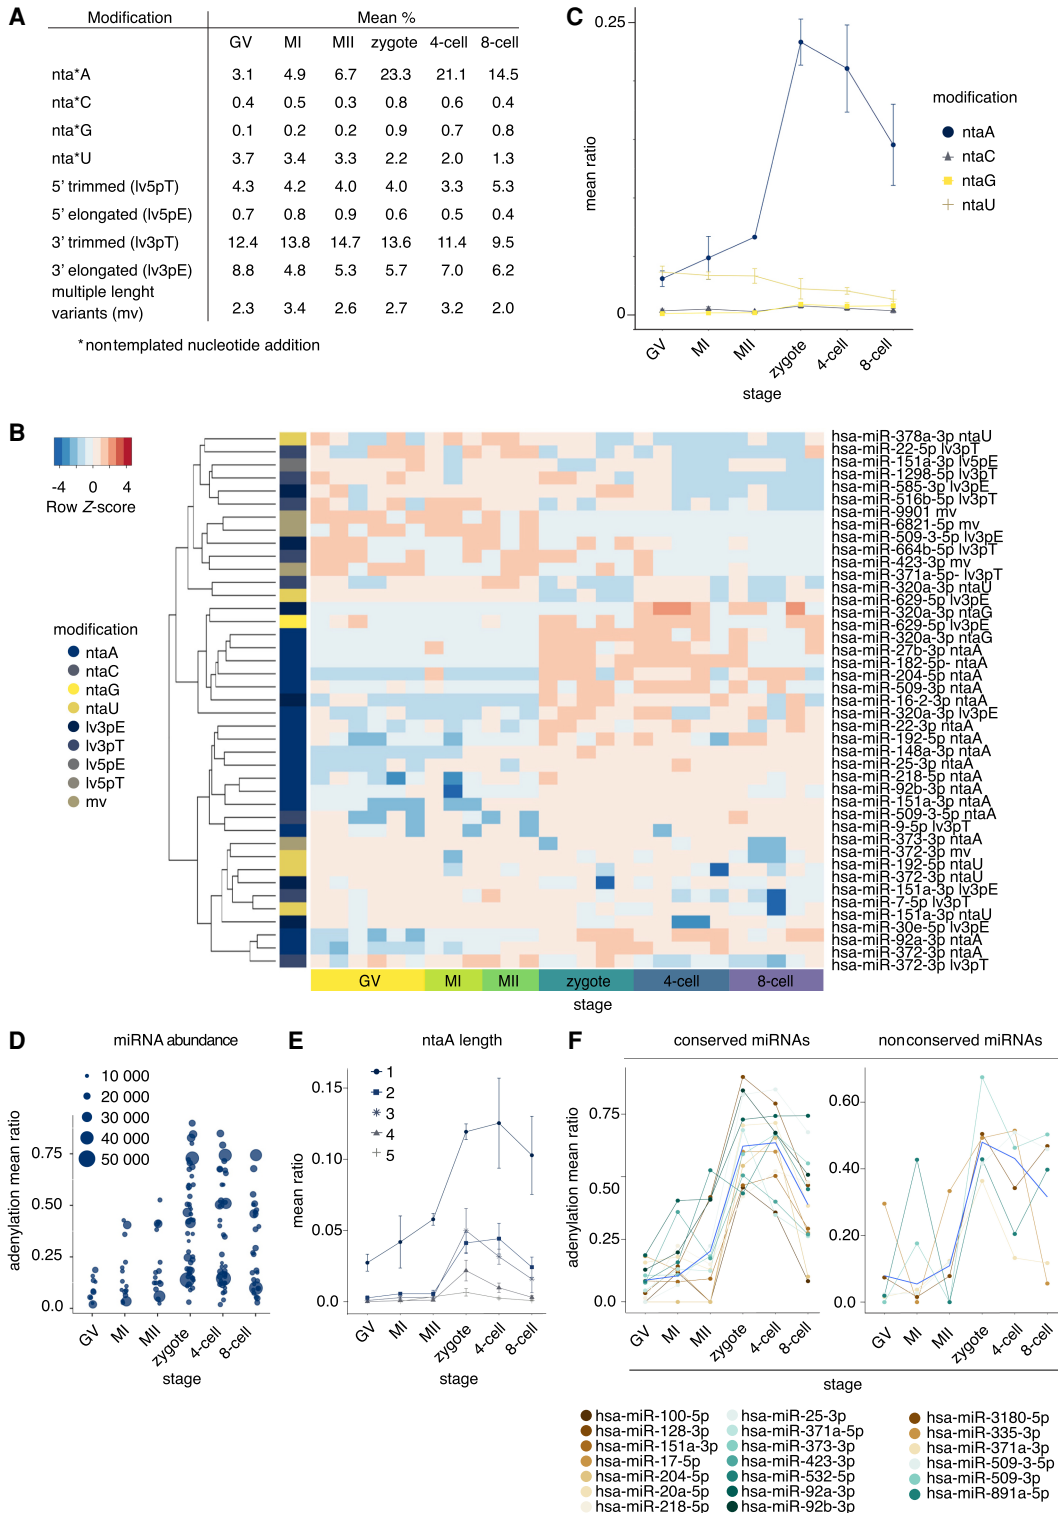 A
Modification Mean %
GV MI MII zygote 4-cell 8-cell
nta*A 3.1 4.9 6.7 23.3 21.1 14.5
nta*C 0.4 0.5 0.3 0.8 0.6 0.4
nta*G 0.1 0.2 0.2 0.9 0.7 0.8
nta*U 3.7 3.4 3.3 2.2 2.0 1.3
5' trimmed (lv5pT) 4.3 4.2 4.0 4.0 3.3 5.3
5' elongated (lv5pE) 0.7 0.8 0.9 0.6 0.5 0.4
3' trimmed (lv3pT) 12.4 13.8 14.7 13.6 11.4 9.5
3' elongated (lv3pE) 8.8 4.8 5.3 5.7 7.0 6.2
multiple lenght
variants (mv) 2.3 3.4 2.6 2.7 3.2 2.0
*nontemplated nucleotide addition
C
0.25
0
mean ratio
GV MI MII zygote 4-cell 8-cell
stage
modification
ntaA
ntaC
ntaG
ntaU
B
-4 0 4
Row Z-score
modification
ntaA
ntaC
ntaG
ntaU
lv3pE
lv3pT
lv5pE
lv5pT
mv
hsa-miR-378a-3p ntaU
hsa-miR-22-5p lv3pT
hsa-miR-151a-3p lv5pE
hsa-miR-1298-5p lv3pT
hsa-miR-585-3p lv3pE
hsa-miR-516b-5p lv3pT
hsa-miR-9901 mv
hsa-miR-6821-5p mv
hsa-miR-509-3-5p lv3pE
hsa-miR-664b-5p lv3pT
hsa-miR-423-3p mv
hsa-miR-371a-5p- lv3pT
hsa-miR-320a-3p ntaU
hsa-miR-629-5p lv3pE
hsa-miR-320a-3p ntaG
hsa-miR-629-5p lv3pE
hsa-miR-320a-3p ntaG
hsa-miR-27b-3p ntaA
hsa-miR-182-5p- ntaA
hsa-miR-204-5p ntaA
hsa-miR-509-3p ntaA
hsa-miR-16-2-3p ntaA
hsa-miR-320a-3p lv3pE
hsa-miR-22-3p ntaA
hsa-miR-192-5p ntaA
hsa-miR-148a-3p ntaA
hsa-miR-25-3p ntaA
hsa-miR-218-5p ntaA
hsa-miR-92b-3p ntaA
hsa-miR-151a-3p ntaA
hsa-miR-509-3-5p ntaA
hsa-miR-9-5p lv3pT
hsa-miR-373-3p ntaA
hsa-miR-372-3p mv
hsa-miR-192-5p ntaU
hsa-miR-372-3p ntaU
hsa-miR-151a-3p lv3pE
hsa-miR-7-5p lv3pT
hsa-miR-151a-3p ntaU
hsa-miR-30e-5p lv3pE
hsa-miR-92a-3p ntaA
hsa-miR-372-3p ntaA
hsa-miR-372-3p lv3pT
GV MI MII zygote 4-cell 8-cell
stage
D
miRNA abundance
10 000
20 000
30 000
40 000
50 000
0.75
0.50
0.25
0.0
adenylation mean ratio
GV MI MII zygote 4-cell 8-cell
stage
E
ntaA length
1
2
3
4
5
0.15
0.10
0.05
0.0
mean ratio
GV MI MII zygote 4-cell 8-cell
stage
F
conserved miRNAs
0.75
0.50
0.25
0.0
adenylation mean ratio
GV MI MII zygote 4-cell 8-cell
nonconserved miRNAs
0.60
0.40
0.20
0.0
GV MI MII zygote 4-cell 8-cell
stage
hsa-miR-100-5p
hsa-miR-128-3p
hsa-miR-151a-3p
hsa-miR-17-5p
hsa-miR-204-5p
hsa-miR-20a-5p
hsa-miR-218-5p
hsa-miR-25-3p
hsa-miR-371a-5p
hsa-miR-373-3p
hsa-miR-423-3p
hsa-miR-532-5p
hsa-miR-92a-3p
hsa-miR-92b-3p
hsa-miR-3180-5p
hsa-miR-335-3p
hsa-miR-371a-3p
hsa-miR-509-3-5p
hsa-miR-509-3p
hsa-miR-891a-5p